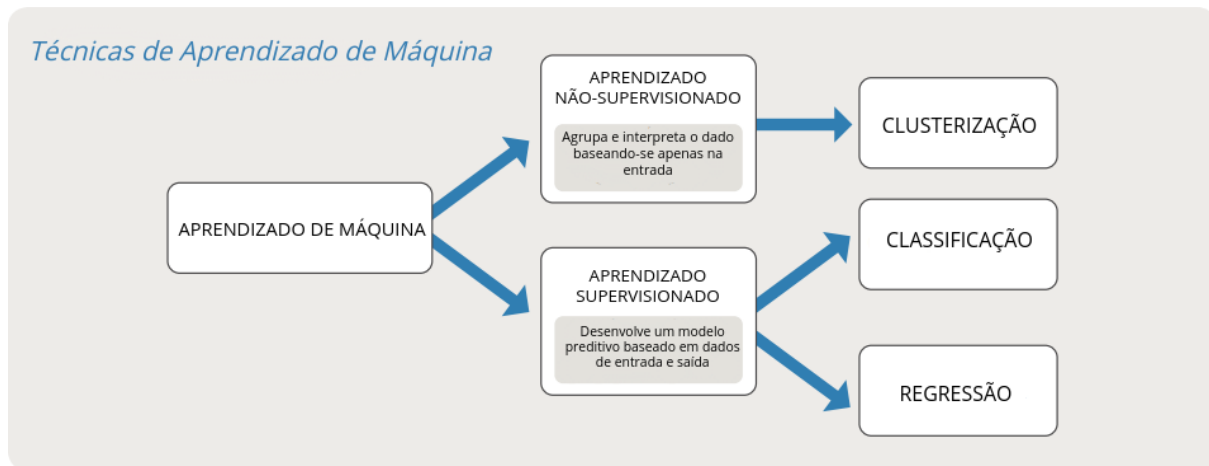 Técnicas de Aprendizado de Máquina
APRENDIZADO DE MÁQUINA
APRENDIZADO
NÃO-SUPERVISIONADO
Agrupa e interpreta o dado
baseando-se apenas na
entrada
CLUSTERIZAÇÃO
APRENDIZADO
SUPERVISIONADO
Desenvolve um modelo
preditivo baseado em dados
de entrada e saída
CLASSIFICAÇÃO
REGRESSÃO